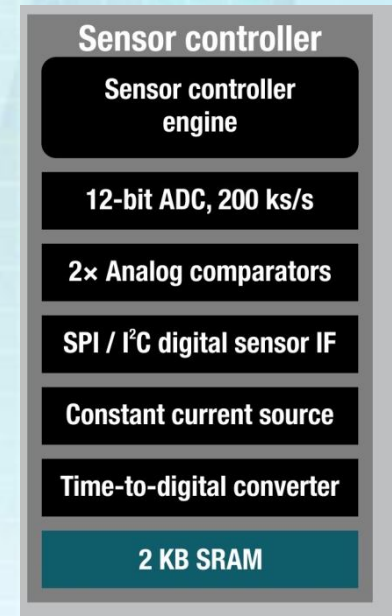 Sensor controller
Sensor controller
engine
12-bit ADC, 200 ks/s
2× Analog comparators
SPI / I²C digital sensor IF
Constant current source
Time-to-digital converter
2 KB SRAM